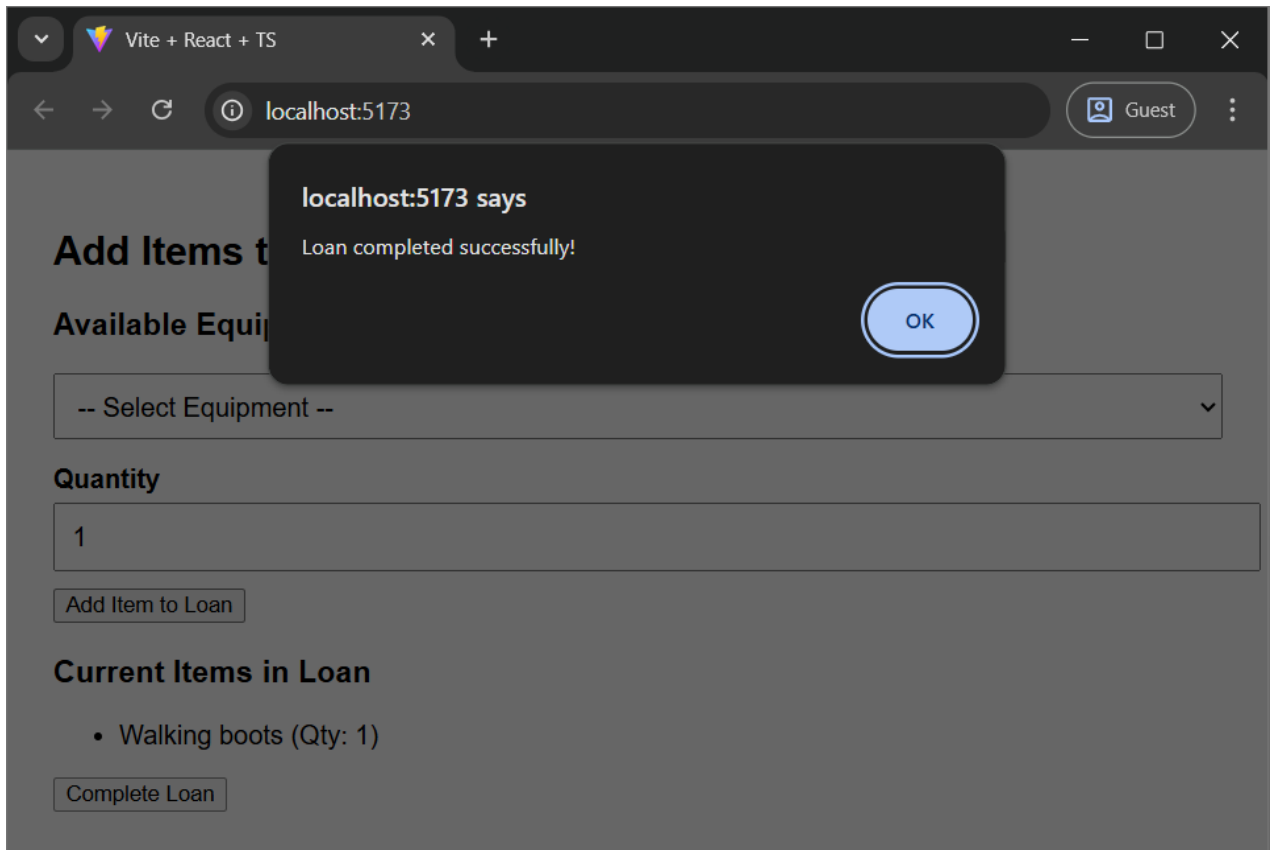 Vite + React + TS
localhost:5173
Guest
localhost:5173 says
Loan completed successfully!
OK
Add Items t
Available Equi
-- Select Equipment --
Quantity
1
Add Item to Loan
Current Items in Loan
• Walking boots (Qty: 1)
Complete Loan